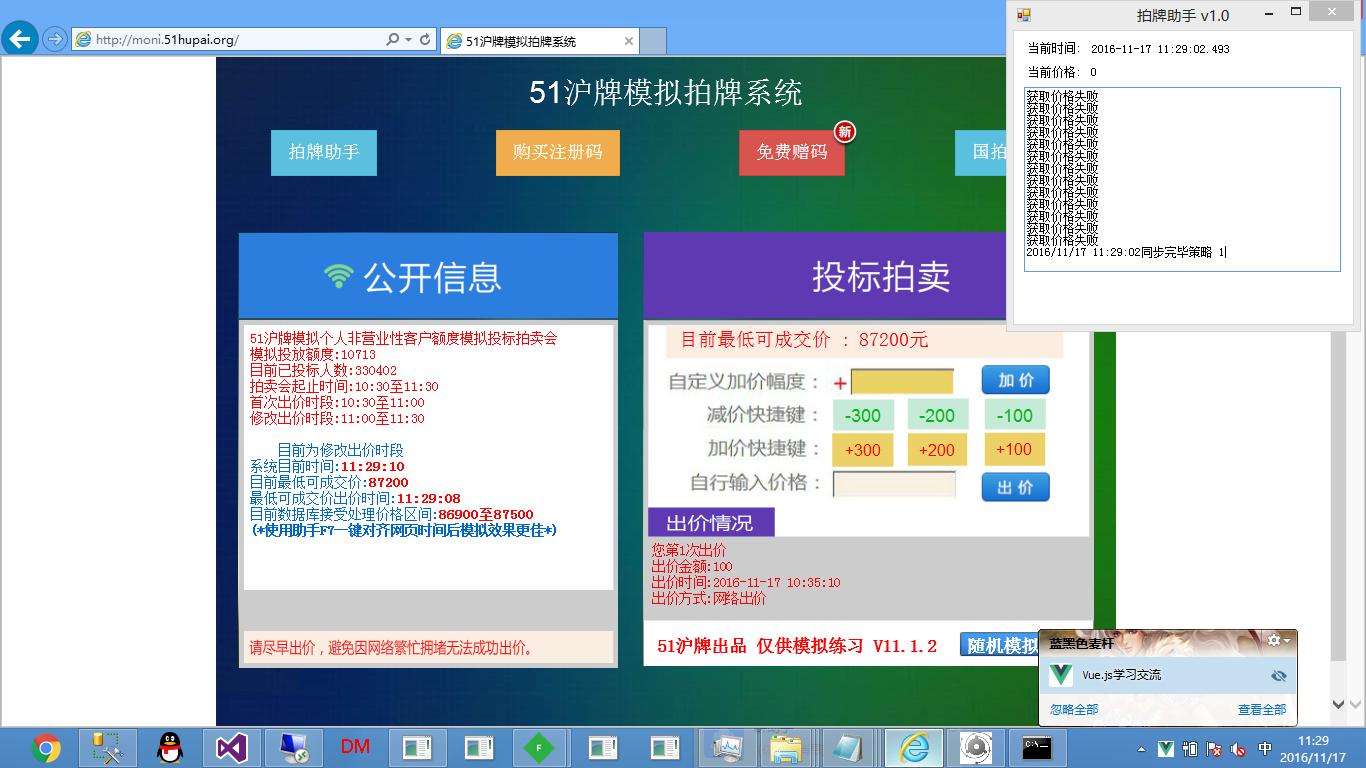 拍牌助手 v1.0
http://moni.51hupai.org/
51沪牌模拟拍牌系统
当前时间: 2016-11-17 11:29:02.493
当前价格: 0
获取价格失败
获取价格失败
获取价格失败
获取价格失败
获取价格失败
获取价格失败
获取价格失败
获取价格失败
获取价格失败
获取价格失败
获取价格失败
获取价格失败
获取价格失败
2016/11/17 11:29:02同步完毕策略 1
51沪牌模拟拍牌系统
拍牌助手
购买注册码
免费赠码
新
国拍
公开信息
51沪牌模拟个人非营业性客户额度模拟投标拍卖会
模拟投放额度:10713
目前已投标人数:330402
拍卖会起止时间:10:30至11:30
首次出价时段:10:30至11:00
修改出价时段:11:00至11:30
目前为修改出价时段
系统目前时间:11:29:10
目前最低可成交价:87200
最低可成交价出价时间:11:29:08
目前数据库接受处理价格区间:86900至87500
(*使用助手F7一键对齐网页时间后模拟效果更佳*)
请尽早出价，避免因网络繁忙拥堵无法成功出价。
投标拍卖
目前最低可成交价 : 87200元
自定义加价幅度: + 加 价
减价快捷键: -300 -200 -100
加价快捷键: +300 +200 +100
自行输入价格: 出 价
出价情况
您第1次出价
出价金额:100
出价时间:2016-11-17 10:35:10
出价方式:网络出价
51沪牌出品 仅供模拟练习 V11.1.2
随机模拟
蓝黑色麦杆
Vue.js学习交流
忽略全部 查看全部
DM
F
C:\
中
11:29
2016/11/17